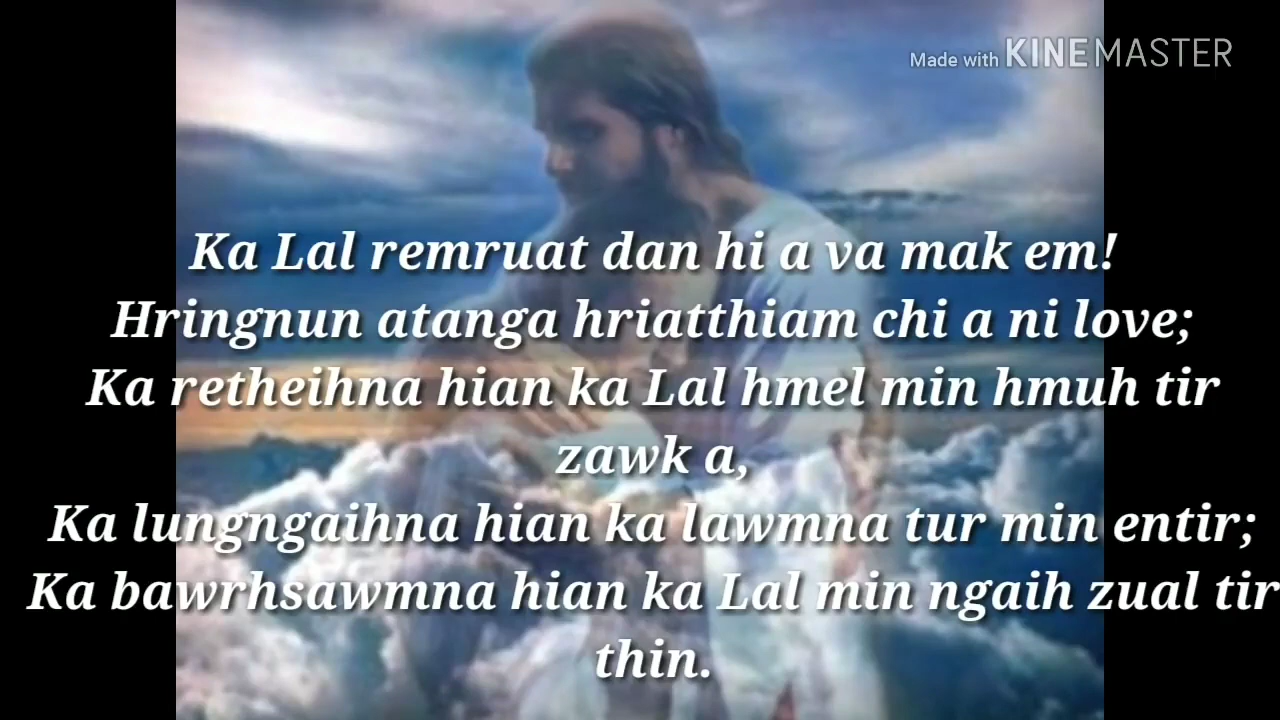 Made with KINEMASTER
Ka Lal remruat dan hi a va mak em!
Hringnun atanga hriatthiam chi a ni love;
Ka retheihna hian ka Lal hmel min hmuh tir
zawk a,
Ka lungngaihna hian ka lawmna tur min entir;
Ka bawrhsawmna hian ka Lal min ngaih zual tir
thin.